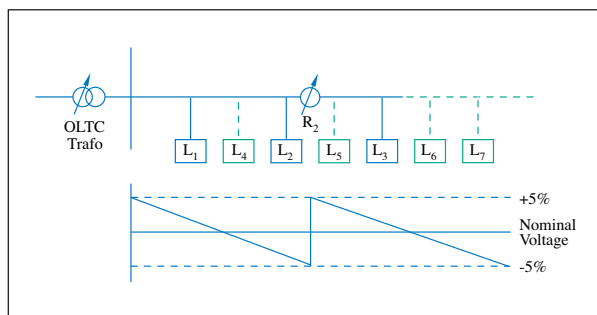 OLTC
Trafo
R2
L1
L4
L2
L5
L3
L6
L7
+5%
Nominal
Voltage
-5%